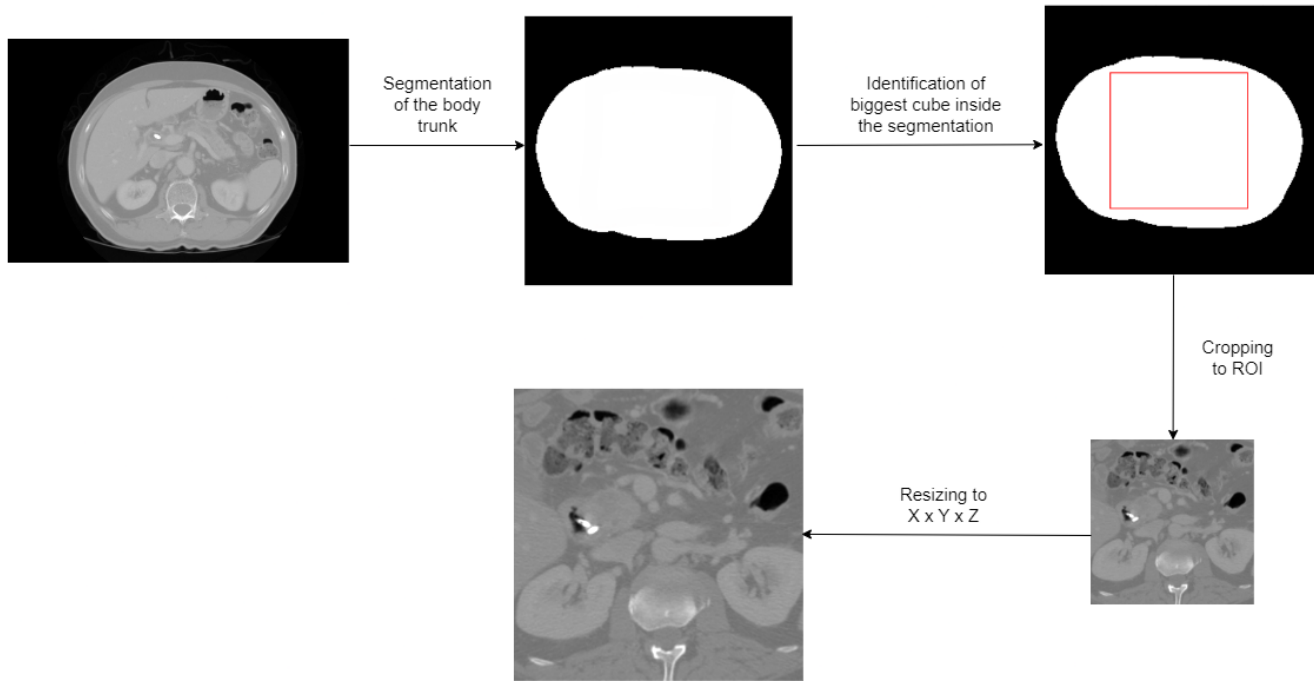 Segmentation
of the body
trunk
Identification of
biggest cube inside
the segmentation
Cropping
to ROI
Resizing to
X x Y x Z